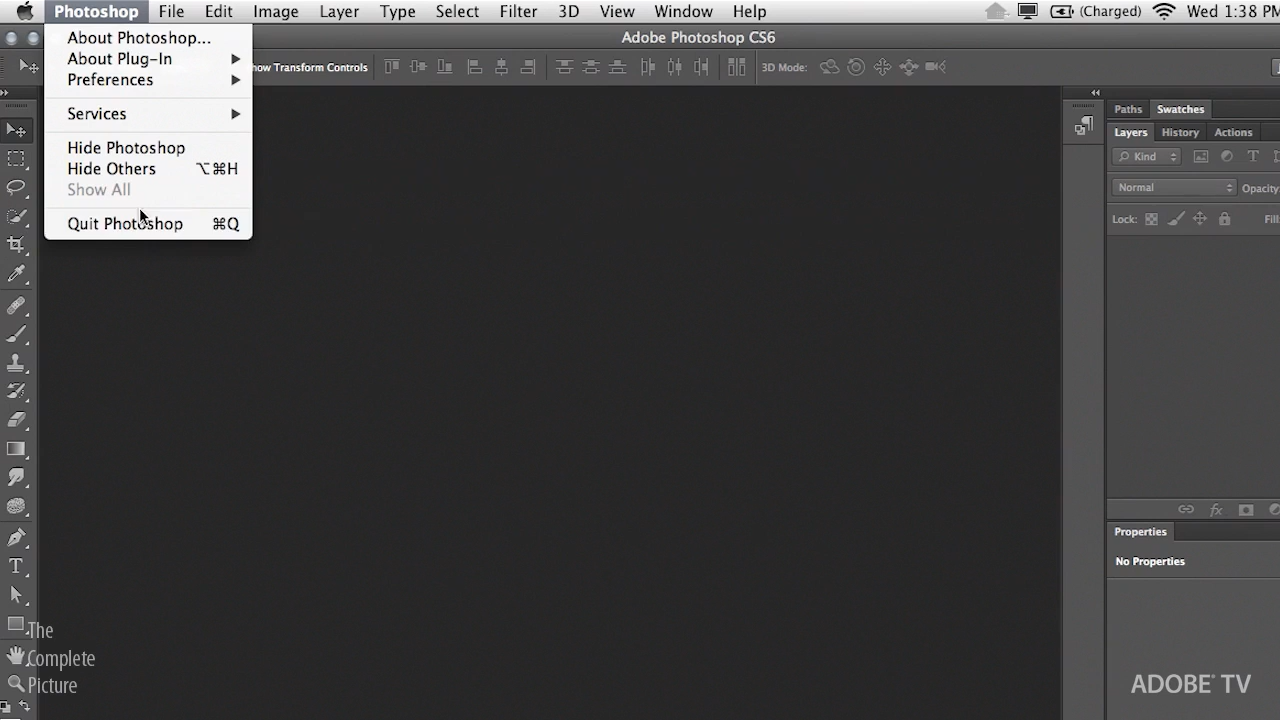 Photoshop File Edit Image Layer Type Select Filter 3D View Window Help (Charged) Wed 1:38 PM
Adobe Photoshop CS6
About Photoshop...
About Plug-In
Preferences
Services
Hide Photoshop
Hide Others ⌥⌘H
Show All
Quit Photoshop ⌘Q
how Transform Controls 3D Mode:
Paths Swatches
Layers History Actions
Kind T
Normal Opacity:
Lock: Fill
fx
Properties
No Properties
T
The
Complete
Picture
ADOBE® TV